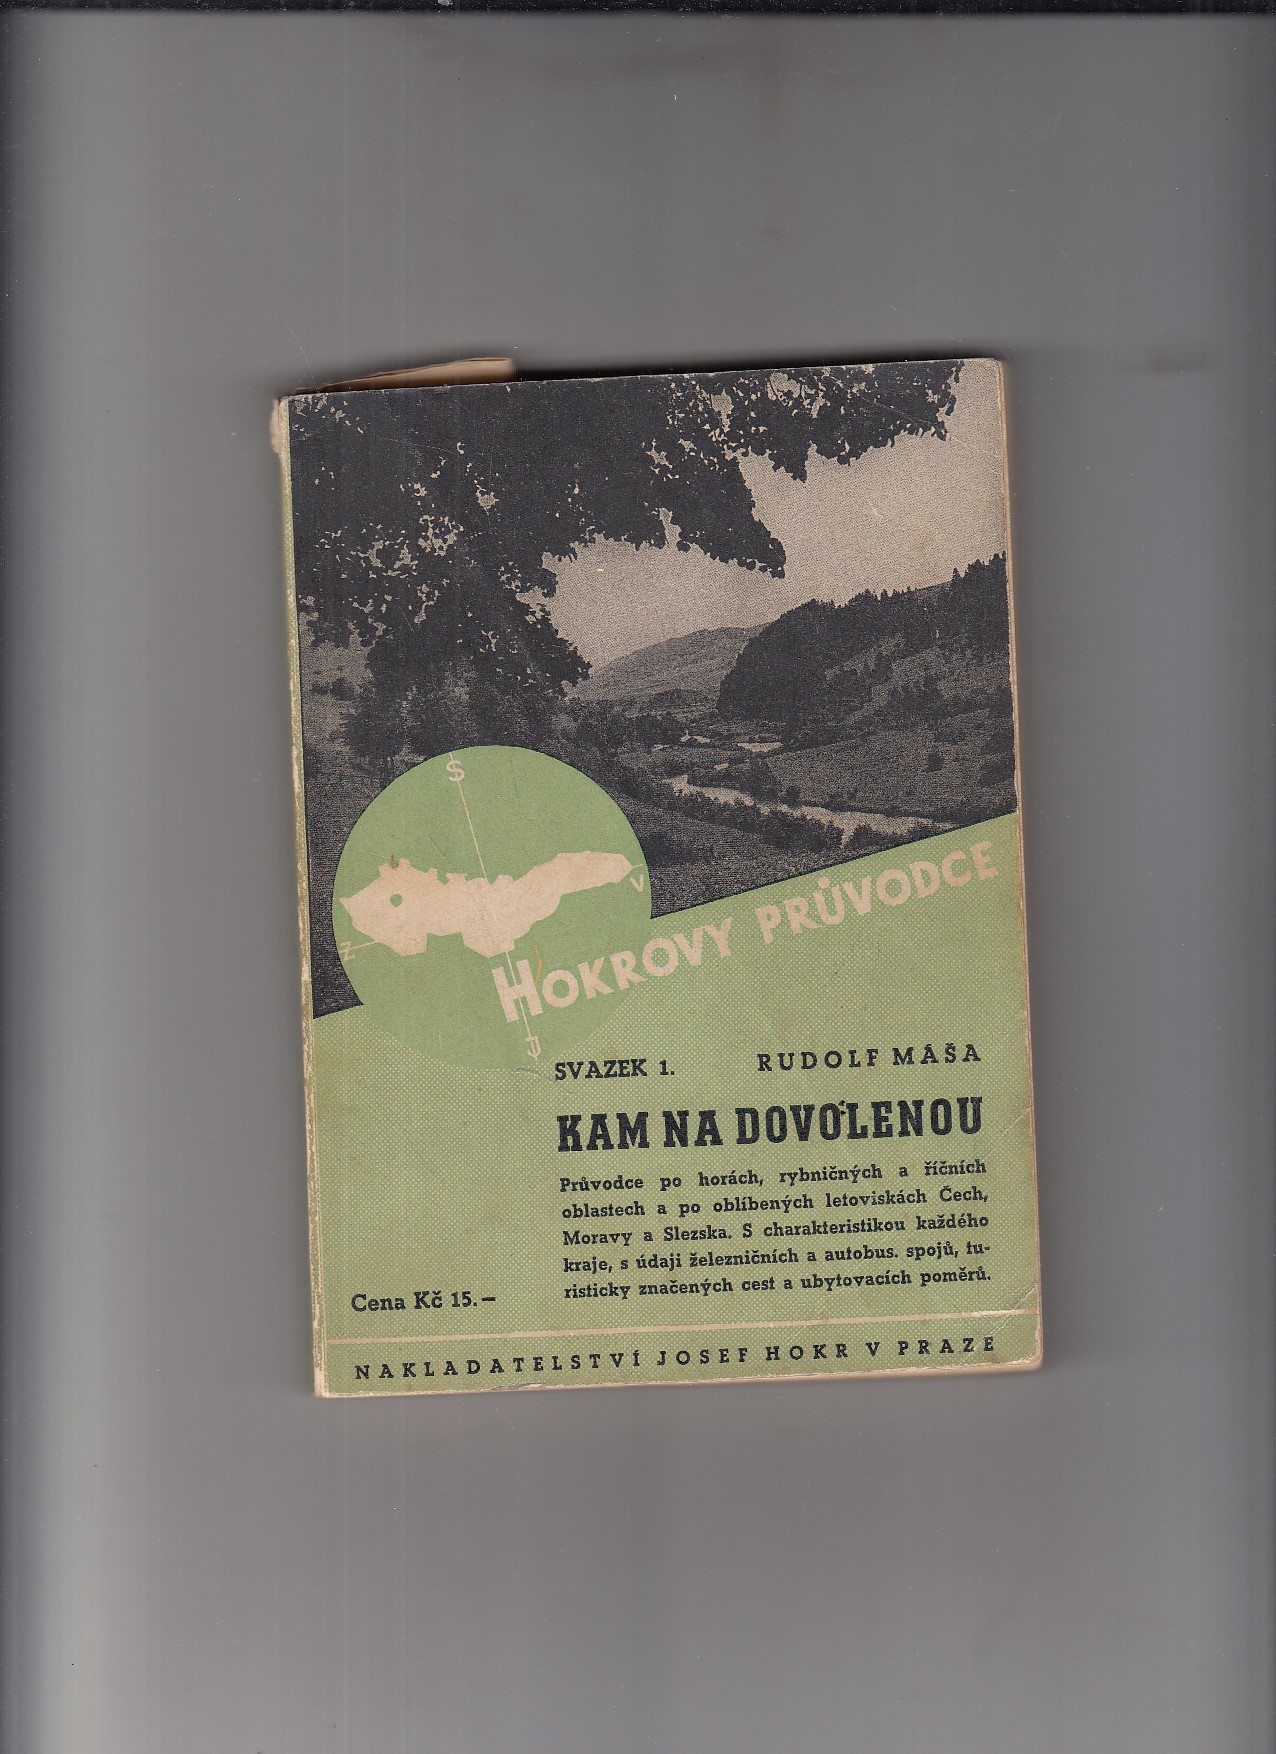 S
V
Z
J
HOKROVY PRŮVODCE
SVAZEK 1. RUDOLF MÁŠA
KAM NA DOVOLENOU
Průvodce po horách, rybničných a říčních
oblastech a po oblíbených letoviskách Čech,
Moravy a Slezska. S charakteristikou každého
kraje, s údaji železničních a autobus. spojů, tu-
risticky značených cest a ubytovacích poměrů.
Cena Kč 15.–
NAKLADATELSTVÍ JOSEF HOKR V PRAZE